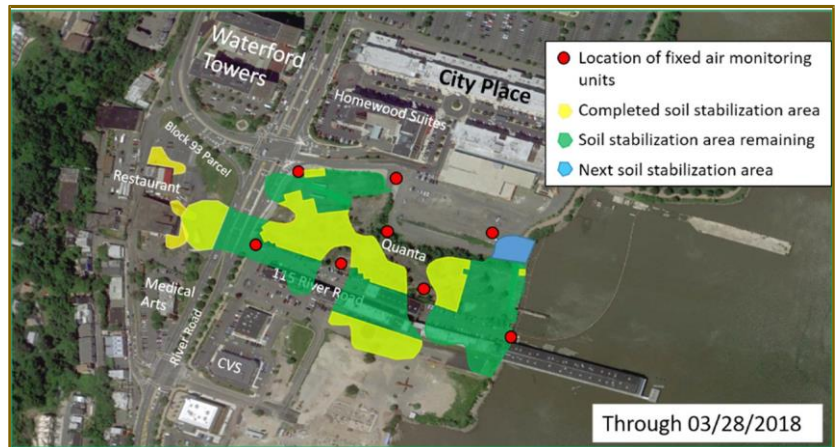 Waterford
Towers
City Place
Homewood Suites
Block 93 Parcel
Restaurant
Quanta
115 River Road
Medical
Arts
River Road
CVS
Location of fixed air monitoring
units
Completed soil stabilization area
Soil stabilization area remaining
Next soil stabilization area
Through 03/28/2018